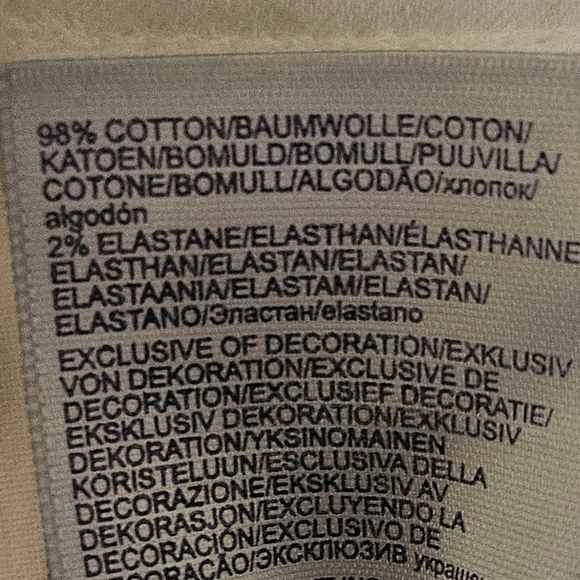 98% COTTON/BAUMWOLLE/COTON/
KATOEN/BOMULD/BOMULL/PUUVILLA/
COTONE/BOMULL/ALGODÃO/хлопок/
algodón
2% ELASTANE/ELASTHAN/ÉLASTHANNE
ELASTHAN/ELASTAN/ELASTAN/
ELASTAANIA/ELASTAM/ELASTAN/
ELASTANO/Эластан/elastano
EXCLUSIVE OF DECORATION/EXKLUSIV
VON DEKORATION/EXCLUSIVE DE
DECORATION/EXCLUSIEF DECORATIE/
EKSKLUSIV DEKORATION/EXKLUSIV
DEKORATION/YKSINOMAINEN
KORISTELUUN/ESCLUSIVA DELLA
DECORAZIONE/EKSKLUSIV AV
DEKORASJON/EXCLUYENDO LA
DECORACIÓN/EXCLUSIVO DE
DECORAÇÃO/ЭКСКЛЮЗИВ